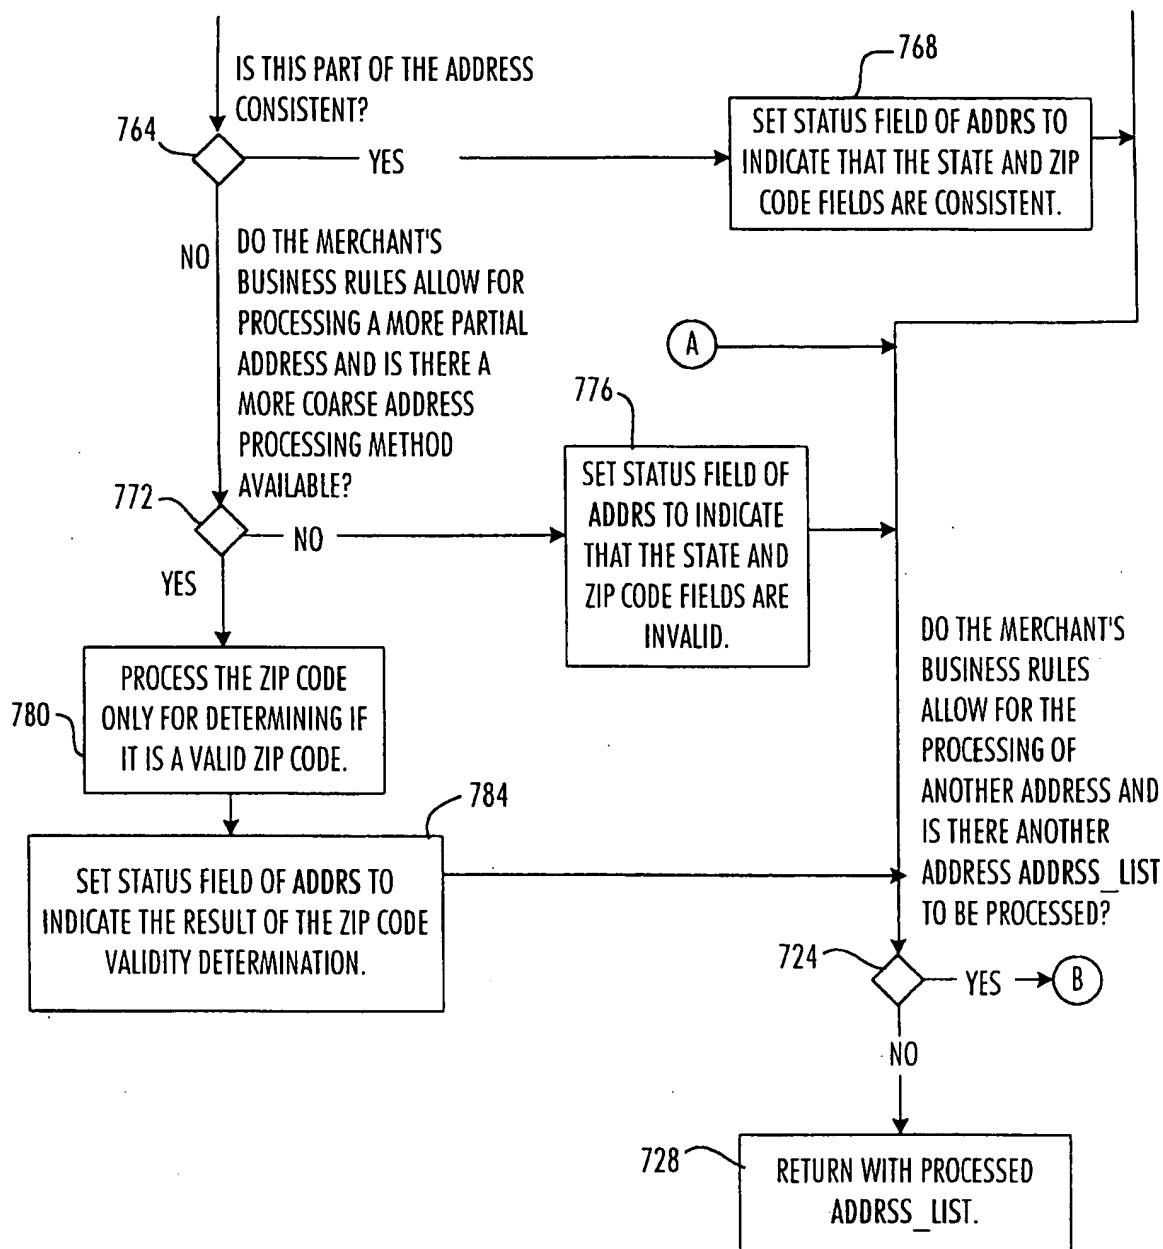 IS THIS PART OF THE ADDRESS
CONSISTENT?
764
YES
768
SET STATUS FIELD OF ADDRS TO
INDICATE THAT THE STATE AND ZIP
CODE FIELDS ARE CONSISTENT.
NO
DO THE MERCHANT'S
BUSINESS RULES ALLOW FOR
PROCESSING A MORE PARTIAL
ADDRESS AND IS THERE A
MORE COARSE ADDRESS
PROCESSING METHOD
AVAILABLE?
A
772
NO
776
SET STATUS FIELD OF
ADDRS TO INDICATE
THAT THE STATE AND
ZIP CODE FIELDS ARE
INVALID.
YES
780
PROCESS THE ZIP CODE
ONLY FOR DETERMINING IF
IT IS A VALID ZIP CODE.
784
SET STATUS FIELD OF ADDRS TO
INDICATE THE RESULT OF THE ZIP CODE
VALIDITY DETERMINATION.
DO THE MERCHANT'S
BUSINESS RULES
ALLOW FOR THE
PROCESSING OF
ANOTHER ADDRESS AND
IS THERE ANOTHER
ADDRESS ADDRSS_LIST
TO BE PROCESSED?
724
YES
B
NO
728
RETURN WITH PROCESSED
ADDRSS_LIST.